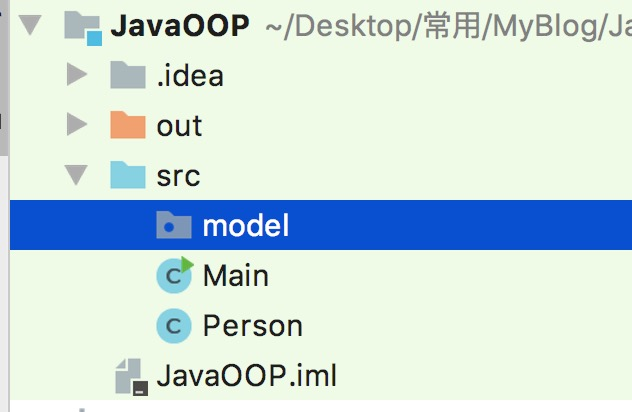 JavaOOP ~/Desktop/常用/MyBlog/Ja
.idea
out
src
model
C Main
C Person
JavaOOP.iml